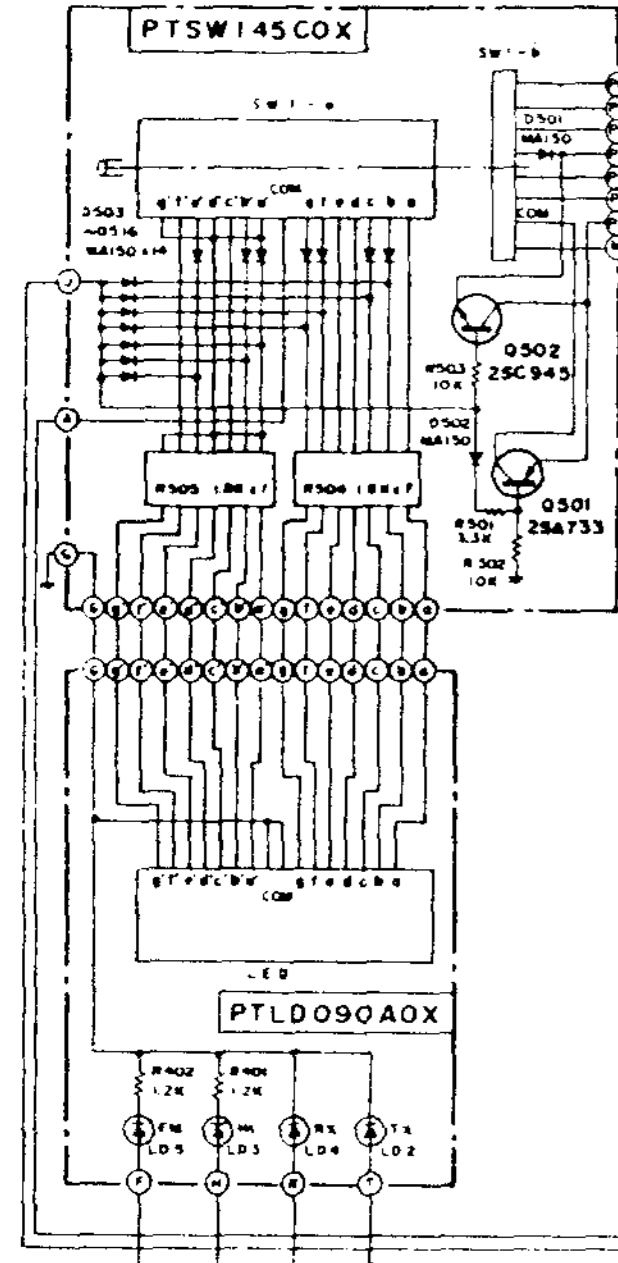 PTSW145COX
SW1-b
SW1-a
D501
MA150
COM
g' f' e' d' c' b' a'
g f e d c b a
D503
~D516
MA150 x 14
COM
J
Q502
2SC945
R503
10K
D502
MA150
A
R505
R504
Q501
2SA733
R501
3.3K
R502
10K
G
G g' f' e' d' c' b' a' g f e d c b a
G g' f' e' d' c' b' a' g f e d c b a
g' f' e' d' c' b' a'
g f e d c b a
COM
LED
PTLD090AOX
R402
1.2K
R401
1.2K
LD5
LD3
RX
LD4
TX
LD2
F
R
T